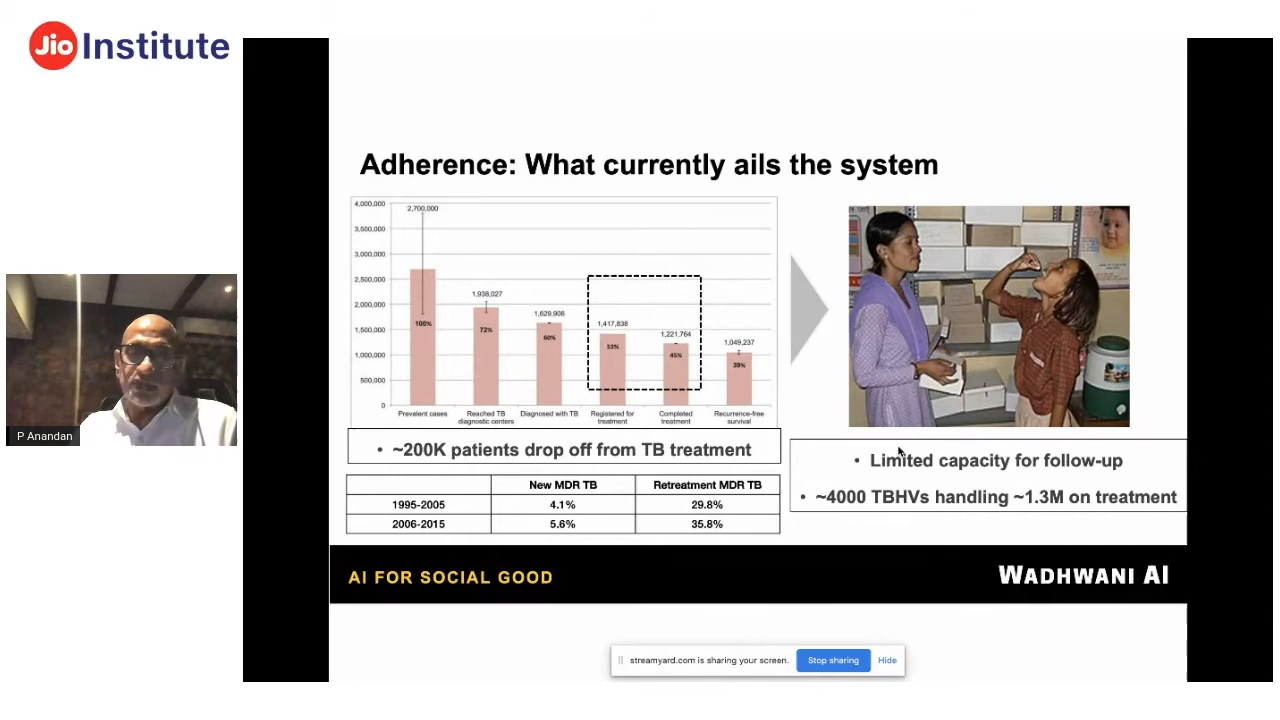 Jio Institute
Adherence: What currently ails the system
4,000,000
3,500,000
3,000,000
2,500,000
2,000,000
1,500,000
1,000,000
500,000
0
2,700,000
100%
1,938,027
72%
1,629,906
60%
1,417,838
53%
1,221,764
45%
1,049,237
39%
Prevalent cases
Reached TB
diagnostic centers
Diagnosed with TB
Registered for
treatment
Completed
treatment
Recurrence-free
survival
• ~200K patients drop off from TB treatment
New MDR TB Retreatment MDR TB
1995-2005 4.1% 29.8%
2006-2015 5.6% 35.8%
• Limited capacity for follow-up
• ~4000 TBHVs handling ~1.3M on treatment
P Anandan
AI FOR SOCIAL GOOD
WADHWANI AI
streamyard.com is sharing your screen.
Stop sharing
Hide